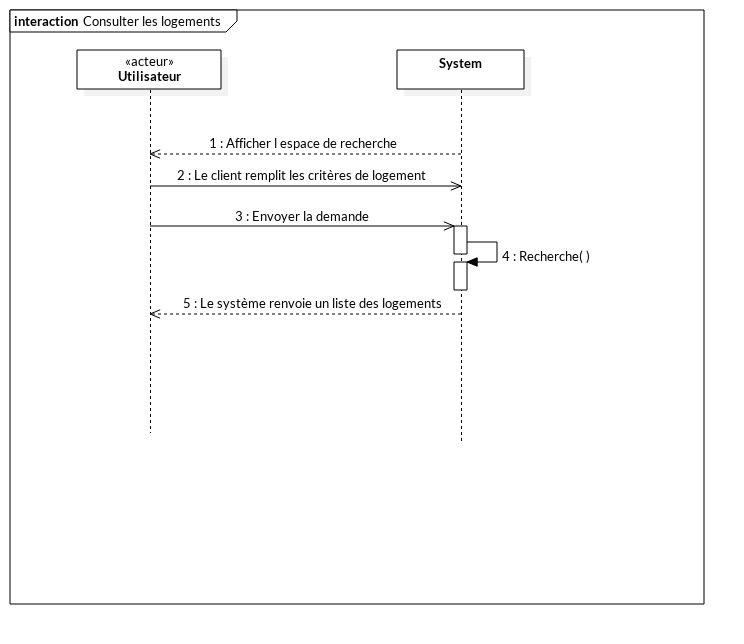 interaction Consulter les logements
«acteur»
Utilisateur
System
1 : Afficher l espace de recherche
2 : Le client remplit les critères de logement
3 : Envoyer la demande
4 : Recherche( )
5 : Le système renvoie un liste des logements